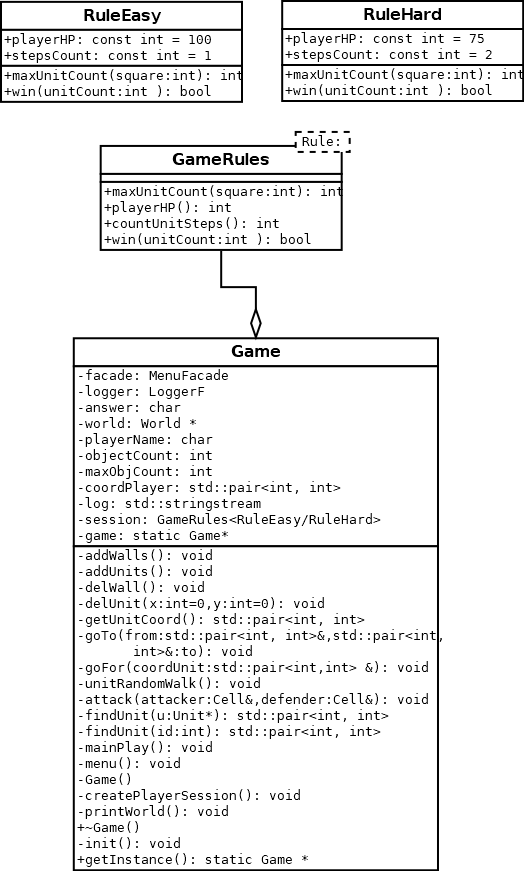 RuleEasy
+playerHP: const int = 100
+stepsCount: const int = 1
+maxUnitCount(square:int): int
+win(unitCount:int ): bool
RuleHard
+playerHP: const int = 75
+stepsCount: const int = 2
+maxUnitCount(square:int): int
+win(unitCount:int ): bool
Rule:
GameRules
+maxUnitCount(square:int): int
+playerHP(): int
+countUnitSteps(): int
+win(unitCount:int ): bool
Game
-facade: MenuFacade
-logger: LoggerF
-answer: char
-world: World *
-playerName: char
-objectCount: int
-maxObjCount: int
-coordPlayer: std::pair<int, int>
-log: std::stringstream
-session: GameRules<RuleEasy/RuleHard>
-game: static Game*
-addWalls(): void
-addUnits(): void
-delWall(): void
-delUnit(x:int=0,y:int=0): void
-getUnitCoord(): std::pair<int, int>
-goTo(from:std::pair<int, int>&,std::pair<int,
int>&:to): void
-goFor(coordUnit:std::pair<int,int> &): void
-unitRandomWalk(): void
-attack(attacker:Cell&,defender:Cell&): void
-findUnit(u:Unit*): std::pair<int, int>
-findUnit(id:int): std::pair<int, int>
-mainPlay(): void
-menu(): void
-Game()
-createPlayerSession(): void
-printWorld(): void
+~Game()
-init(): void
+getInstance(): static Game *